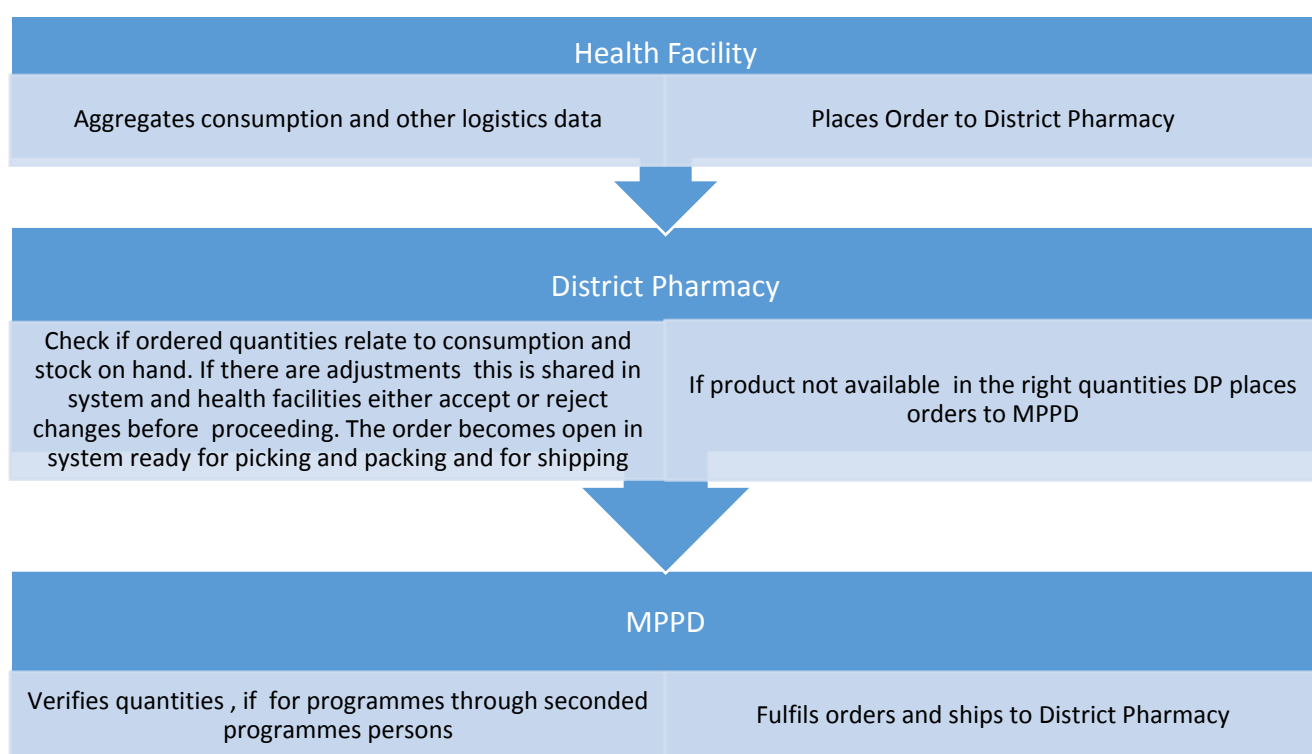 Health Facility
Aggregates consumption and other logistics data
Places Order to District Pharmacy
District Pharmacy
Check if ordered quantities relate to consumption and
stock on hand. If there are adjustments  this is shared in
system and health facilities either accept or reject
changes before  proceeding. The order becomes open in
system ready for picking and packing and for shipping
If product not available  in the right quantities DP places
orders to MPPD
MPPD
Verifies quantities , if  for programmes through seconded
programmes persons
Fulfils orders and ships to District Pharmacy